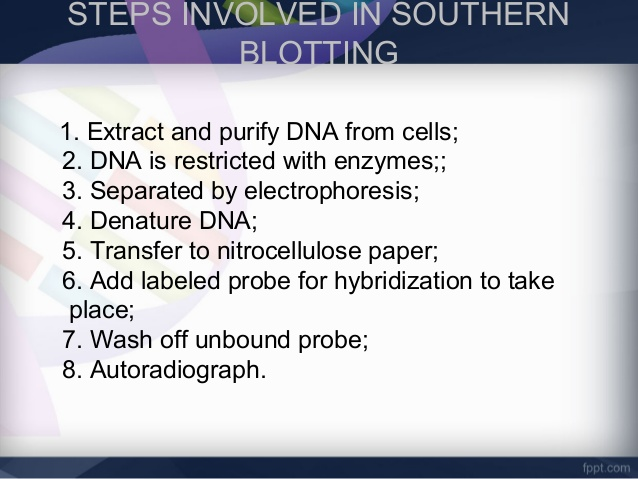 STEPS INVOLVED IN SOUTHERN
BLOTTING
1. Extract and purify DNA from cells;
2. DNA is restricted with enzymes;;
3. Separated by electrophoresis;
4. Denature DNA;
5. Transfer to nitrocellulose paper;
6. Add labeled probe for hybridization to take
place;
7. Wash off unbound probe;
8. Autoradiograph.
fppt.com